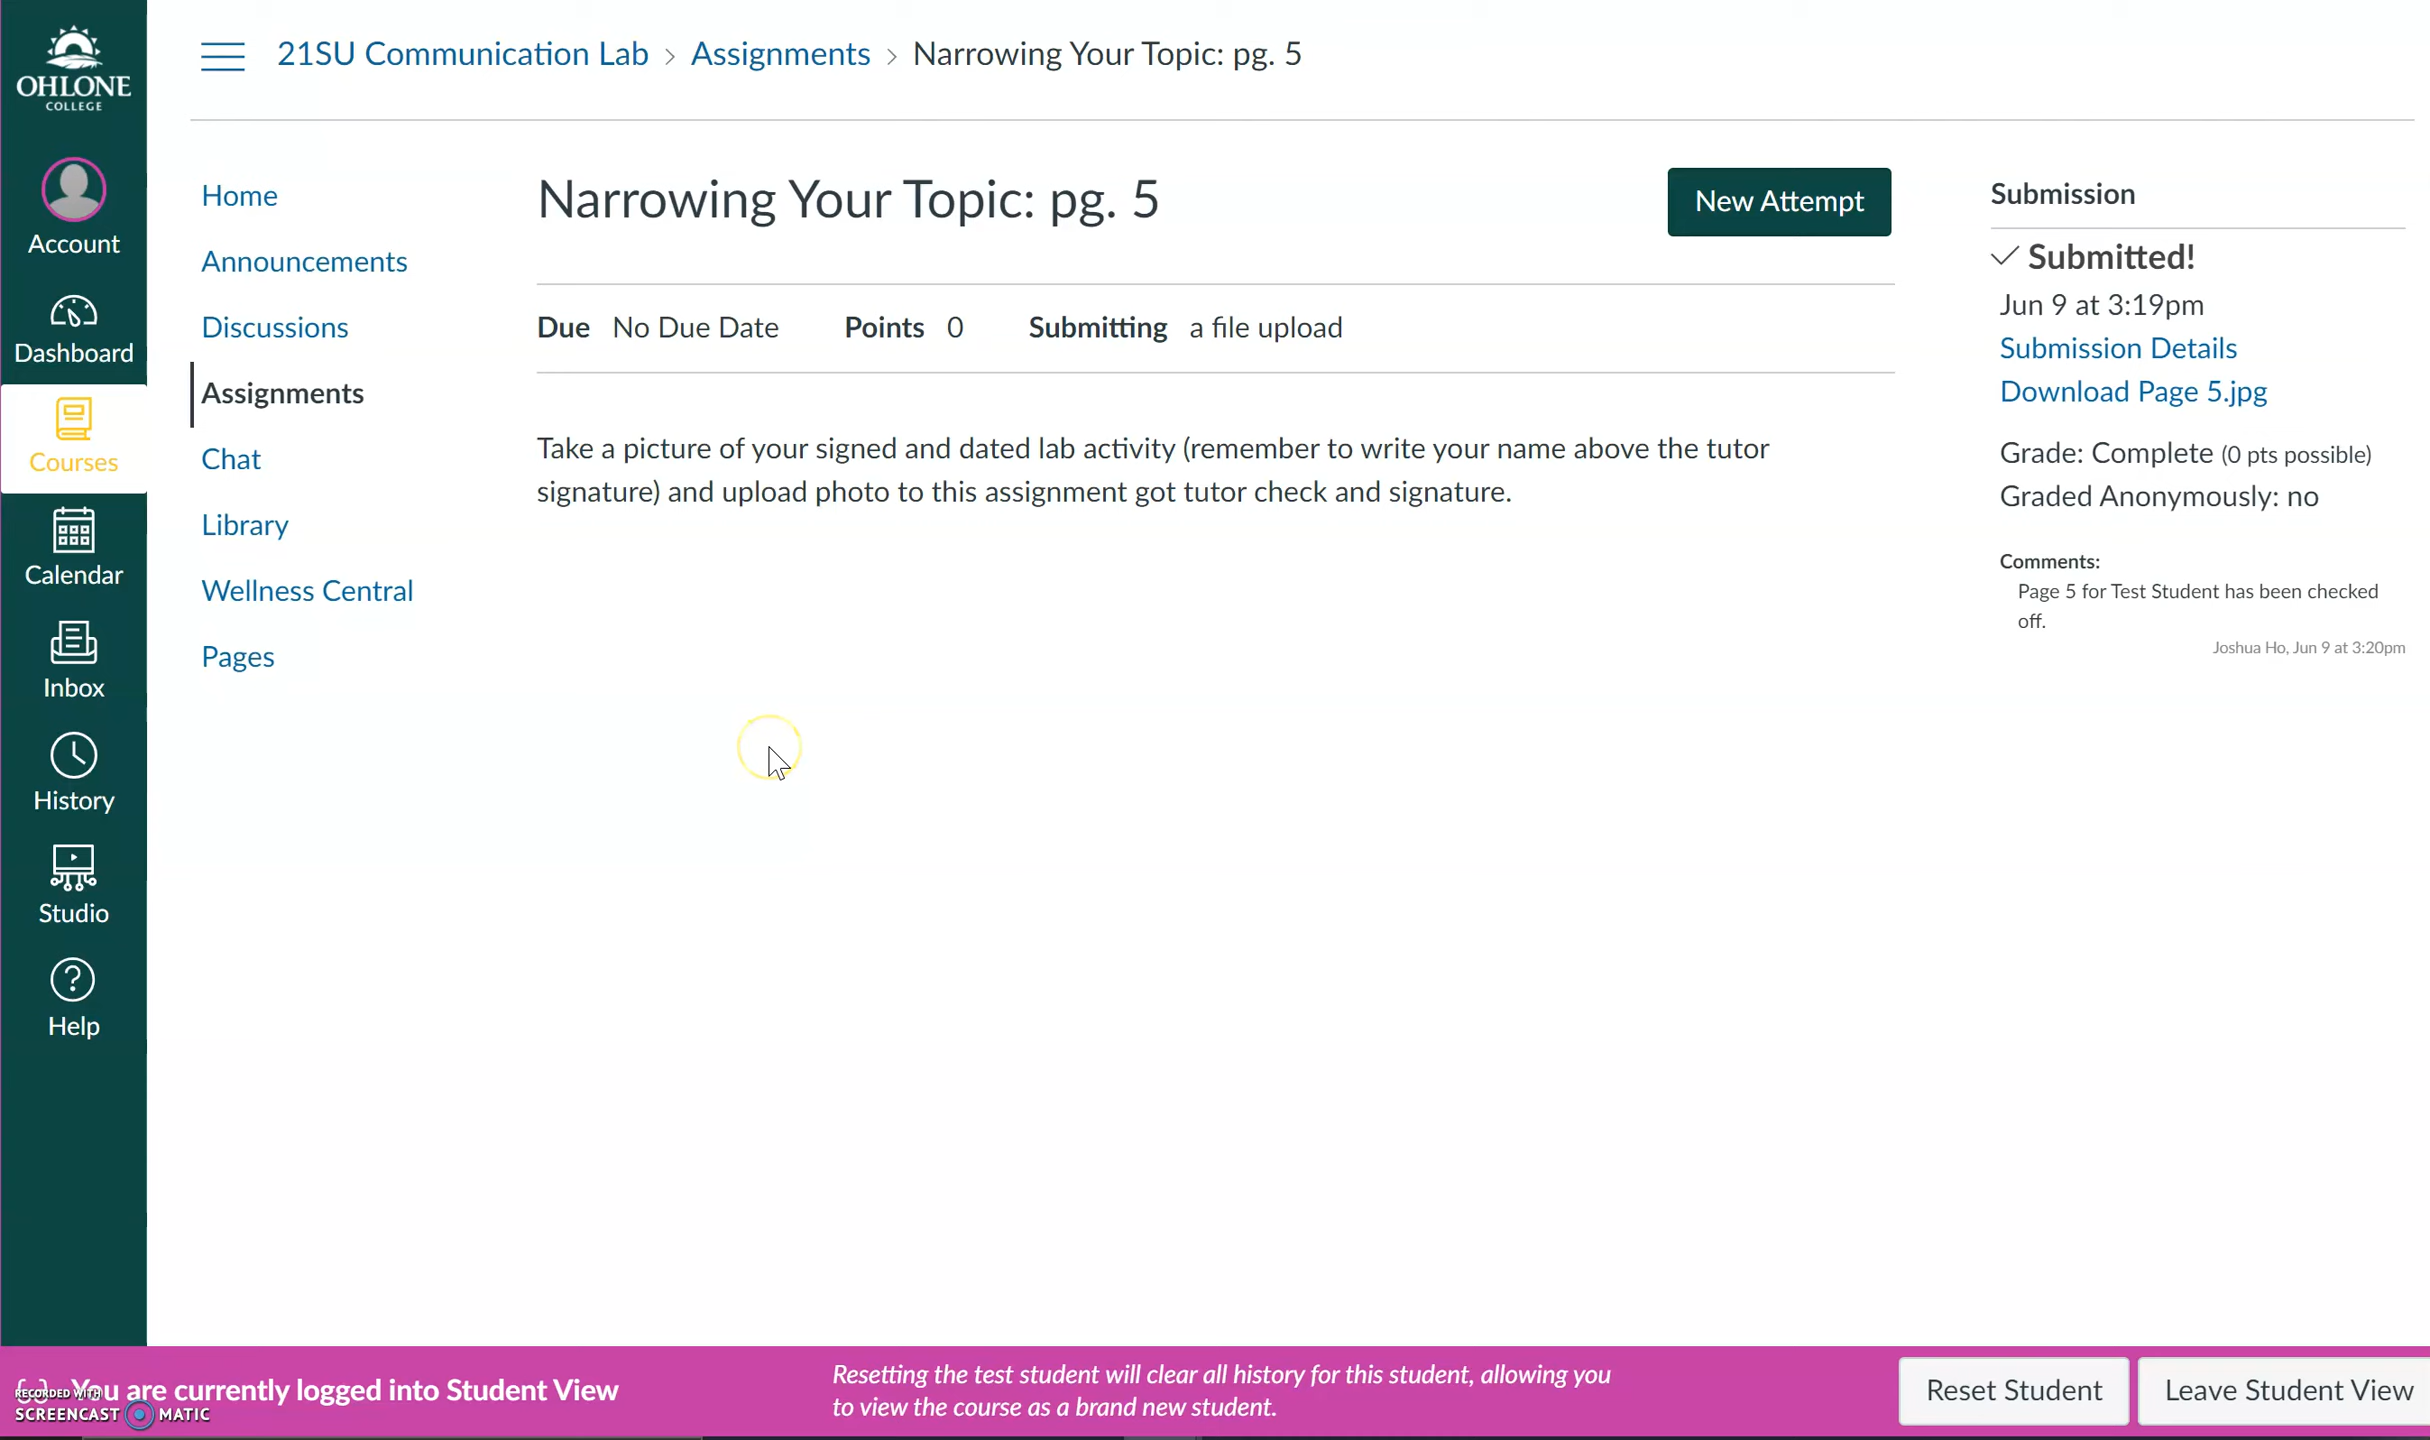 OHLONE
COLLEGE
Account
Dashboard
Courses
Calendar
Inbox
History
Studio
Help
21SU Communication Lab > Assignments > Narrowing Your Topic: pg. 5
Home
Announcements
Discussions
Assignments
Chat
Library
Wellness Central
Pages
Narrowing Your Topic: pg. 5
New Attempt
Due No Due Date Points 0 Submitting a file upload
Take a picture of your signed and dated lab activity (remember to write your name above the tutor
signature) and upload photo to this assignment got tutor check and signature.
Submission
Submitted!
Jun 9 at 3:19pm
Submission Details
Download Page 5.jpg
Grade: Complete (0 pts possible)
Graded Anonymously: no
Comments:
Page 5 for Test Student has been checked
off.
Joshua Ho, Jun 9 at 3:20pm
You are currently logged into Student View
RECORDED WITH
SCREENCAST MATIC
Resetting the test student will clear all history for this student, allowing you
to view the course as a brand new student.
Reset Student
Leave Student View